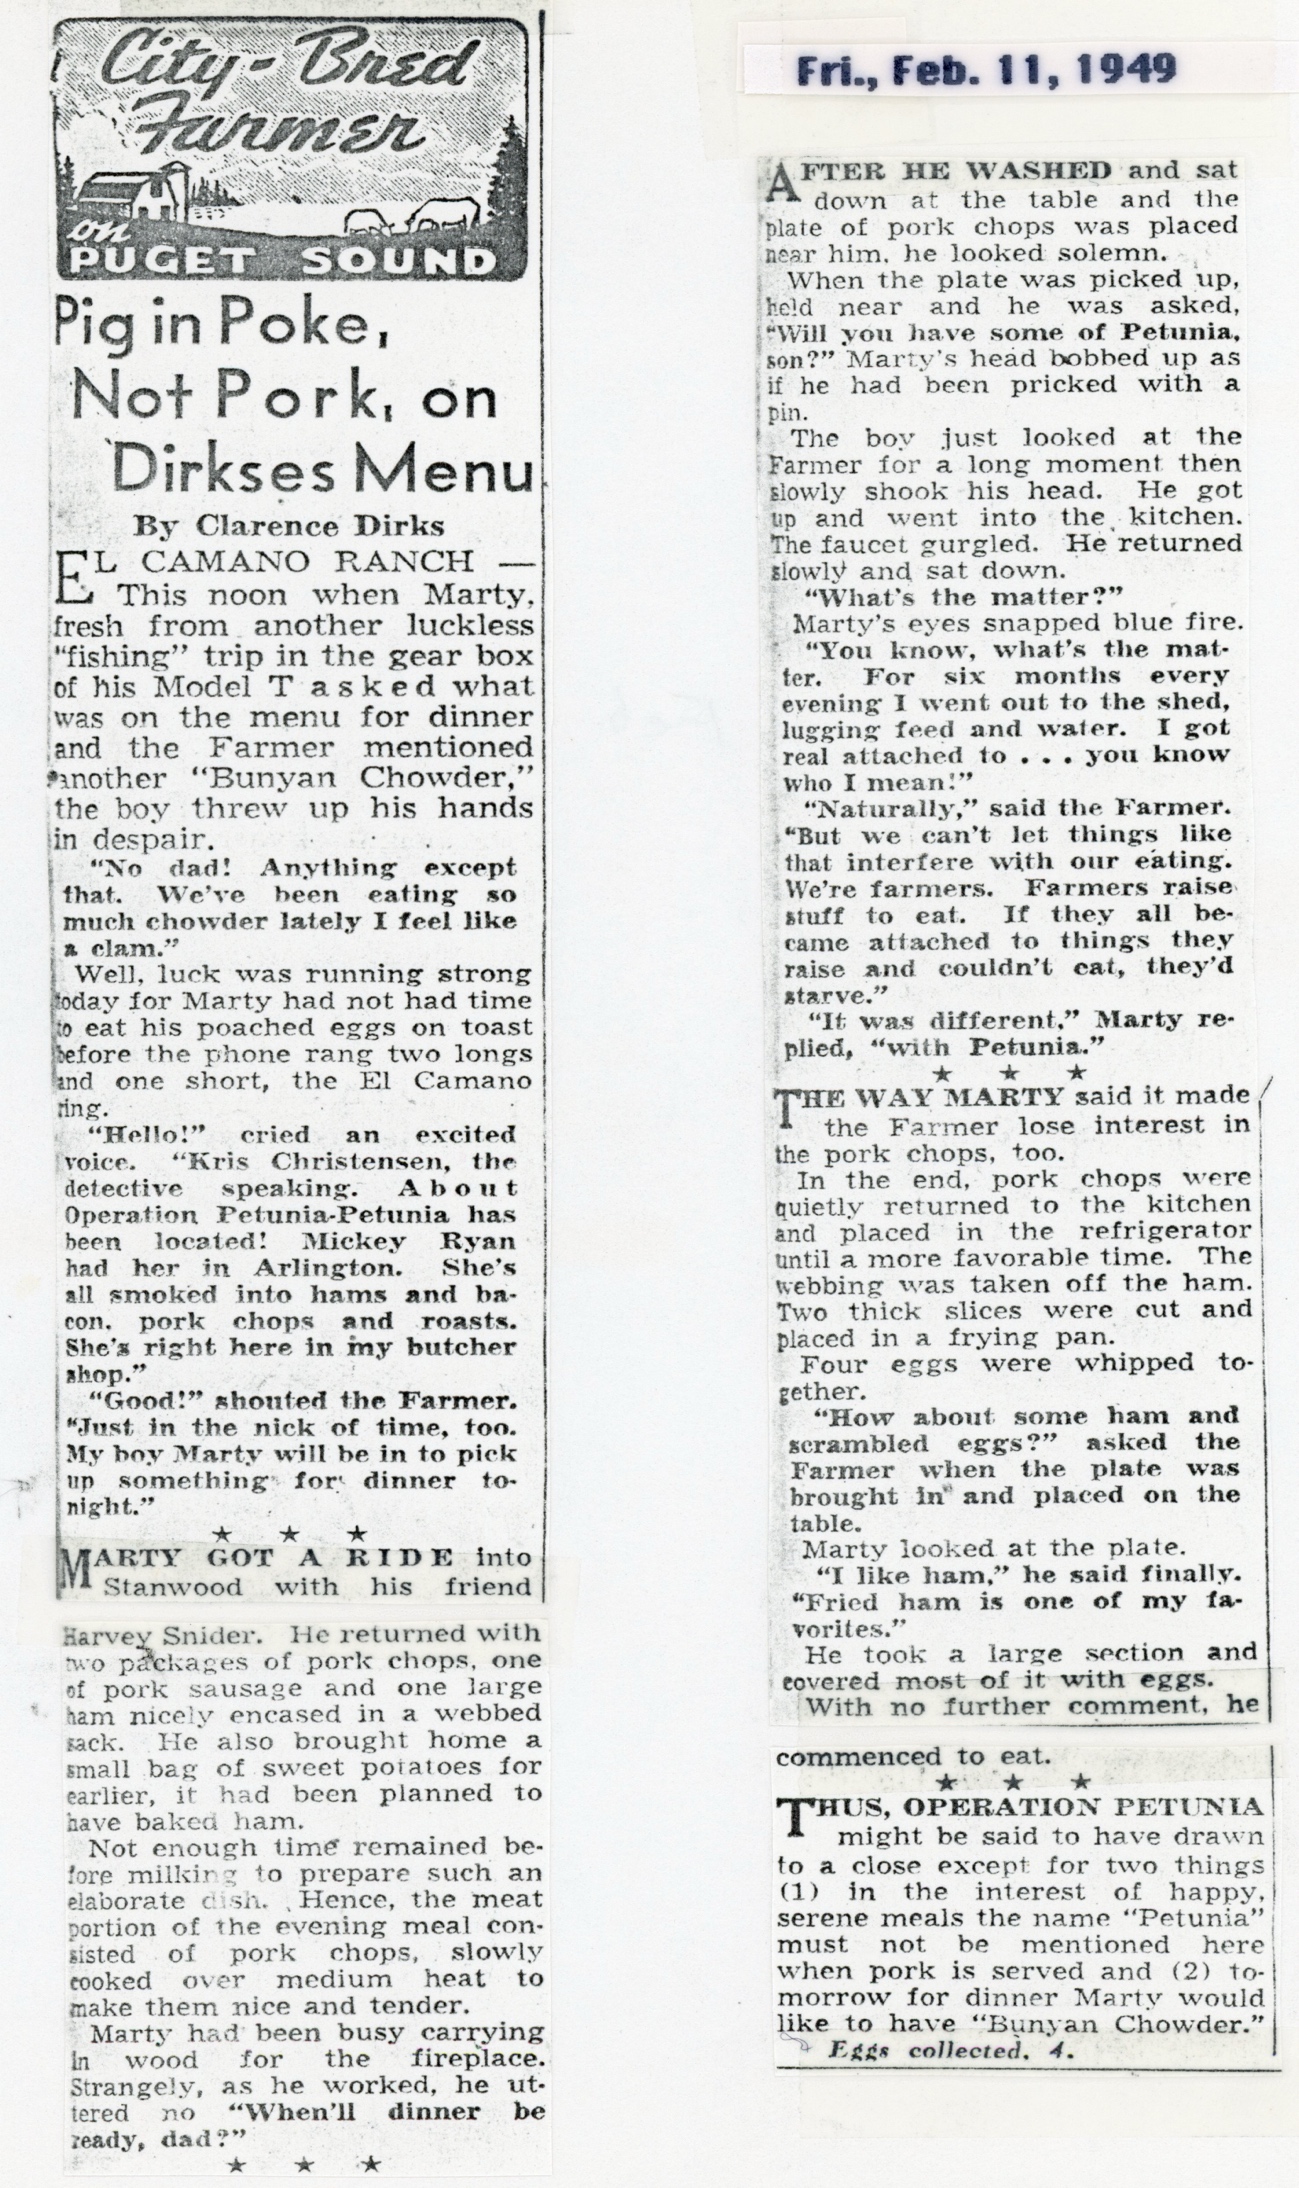 City-Bred
Farmer
on
PUGET SOUND
Pig in Poke,
Not Pork, on
Dirkses Menu
By Clarence Dirks
EL CAMANO RANCH —
This noon when Marty,
fresh from another luckless
"fishing" trip in the gear box
of his Model T asked what
was on the menu for dinner
and the Farmer mentioned
another "Bunyan Chowder,"
the boy threw up his hands
in despair.
"No dad! Anything except
that. We've been eating so
much chowder lately I feel like
a clam."
Well, luck was running strong
today for Marty had not had time
to eat his poached eggs on toast
before the phone rang two longs
and one short, the El Camano
ring.
"Hello!" cried an excited
voice. "Kris Christensen, the
detective speaking. About
Operation Petunia-Petunia has
been located! Mickey Ryan
had her in Arlington. She's
all smoked into hams and ba-
con, pork chops and roasts.
She's right here in my butcher
shop."
"Good!" shouted the Farmer.
"Just in the nick of time, too.
My boy Marty will be in to pick
up something for dinner to-
night."
★ ★ ★
MARTY GOT A RIDE into
Stanwood with his friend
Harvey Snider. He returned with
two packages of pork chops, one
of pork sausage and one large
ham nicely encased in a webbed
sack. He also brought home a
small bag of sweet potatoes for
earlier, it had been planned to
have baked ham.
Not enough time remained be-
fore milking to prepare such an
elaborate dish. Hence, the meat
portion of the evening meal con-
sisted of pork chops, slowly
cooked over medium heat to
make them nice and tender.
Marty had been busy carrying
in wood for the fireplace.
Strangely, as he worked, he ut-
tered no "When'll dinner be
ready, dad?"
★ ★ ★
Fri., Feb. 11, 1949
AFTER HE WASHED and sat
down at the table and the
plate of pork chops was placed
near him, he looked solemn.
When the plate was picked up,
held near and he was asked,
"Will you have some of Petunia,
son?" Marty's head bobbed up as
if he had been pricked with a
pin.
The boy just looked at the
Farmer for a long moment then
slowly shook his head. He got
up and went into the kitchen.
The faucet gurgled. He returned
slowly and sat down.
"What's the matter?"
Marty's eyes snapped blue fire.
"You know, what's the mat-
ter. For six months every
evening I went out to the shed,
lugging feed and water. I got
real attached to . . . you know
who I mean!"
"Naturally," said the Farmer.
"But we can't let things like
that interfere with our eating.
We're farmers. Farmers raise
stuff to eat. If they all be-
came attached to things they
raise and couldn't eat, they'd
starve."
"It was different," Marty re-
plied, "with Petunia."
★ ★ ★
THE WAY MARTY said it made
the Farmer lose interest in
the pork chops, too.
In the end, pork chops were
quietly returned to the kitchen
and placed in the refrigerator
until a more favorable time. The
webbing was taken off the ham.
Two thick slices were cut and
placed in a frying pan.
Four eggs were whipped to-
gether.
"How about some ham and
scrambled eggs?" asked the
Farmer when the plate was
brought in and placed on the
table.
Marty looked at the plate.
"I like ham," he said finally.
"Fried ham is one of my fa-
vorites."
He took a large section and
covered most of it with eggs.
With no further comment, he
commenced to eat.
★ ★ ★
THUS, OPERATION PETUNIA
might be said to have drawn
to a close except for two things
(1) in the interest of happy,
serene meals the name "Petunia"
must not be mentioned here
when pork is served and (2) to-
morrow for dinner Marty would
like to have "Bunyan Chowder."
Eggs collected, 4.